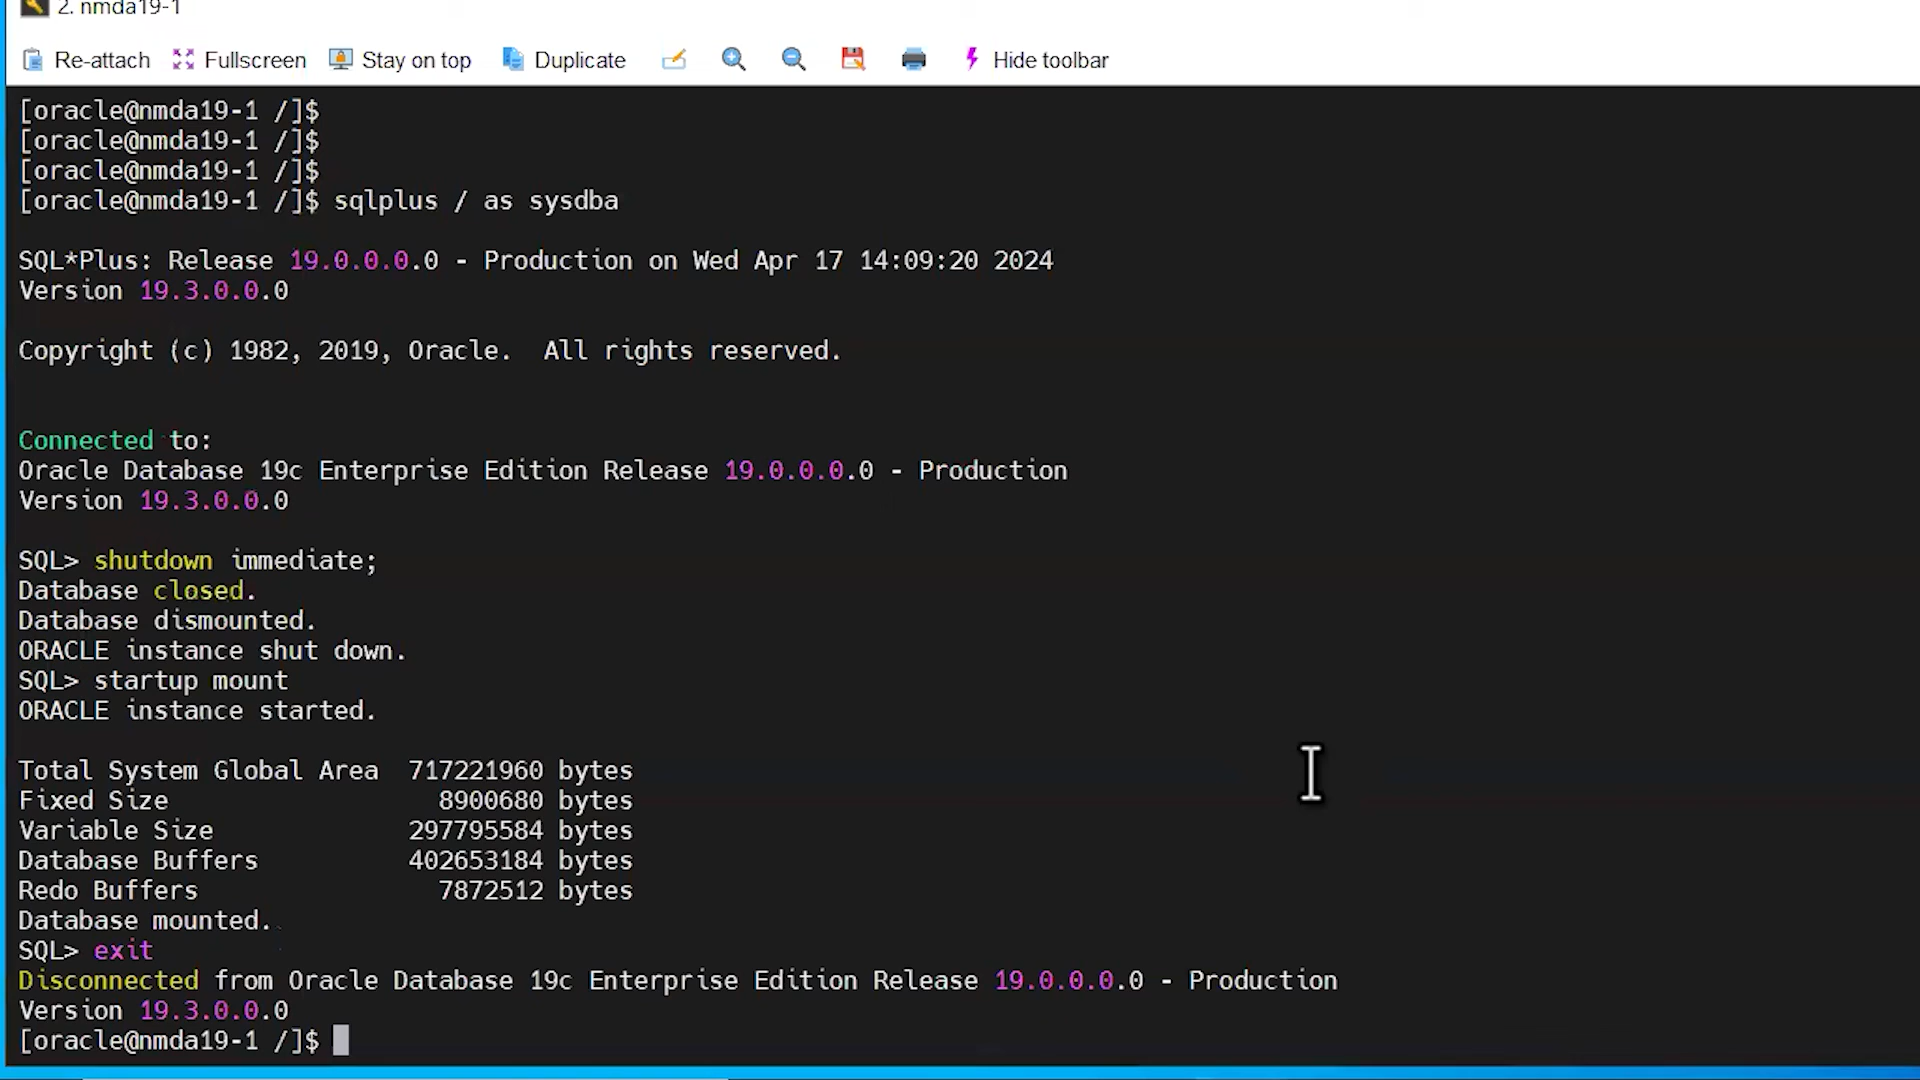 2. nmda19-1
Re-attach Fullscreen Stay on top Duplicate Hide toolbar
[oracle@nmda19-1 /]$
[oracle@nmda19-1 /]$
[oracle@nmda19-1 /]$
[oracle@nmda19-1 /]$ sqlplus / as sysdba
SQL*Plus: Release 19.0.0.0.0 - Production on Wed Apr 17 14:09:20 2024
Version 19.3.0.0.0
Copyright (c) 1982, 2019, Oracle.  All rights reserved.
Connected to:
Oracle Database 19c Enterprise Edition Release 19.0.0.0.0 - Production
Version 19.3.0.0.0
SQL> shutdown immediate;
Database closed.
Database dismounted.
ORACLE instance shut down.
SQL> startup mount
ORACLE instance started.
Total System Global Area  717221960 bytes
Fixed Size                  8900680 bytes
Variable Size             297795584 bytes
Database Buffers          402653184 bytes
Redo Buffers                7872512 bytes
Database mounted.
SQL> exit
Disconnected from Oracle Database 19c Enterprise Edition Release 19.0.0.0.0 - Production
Version 19.3.0.0.0
[oracle@nmda19-1 /]$